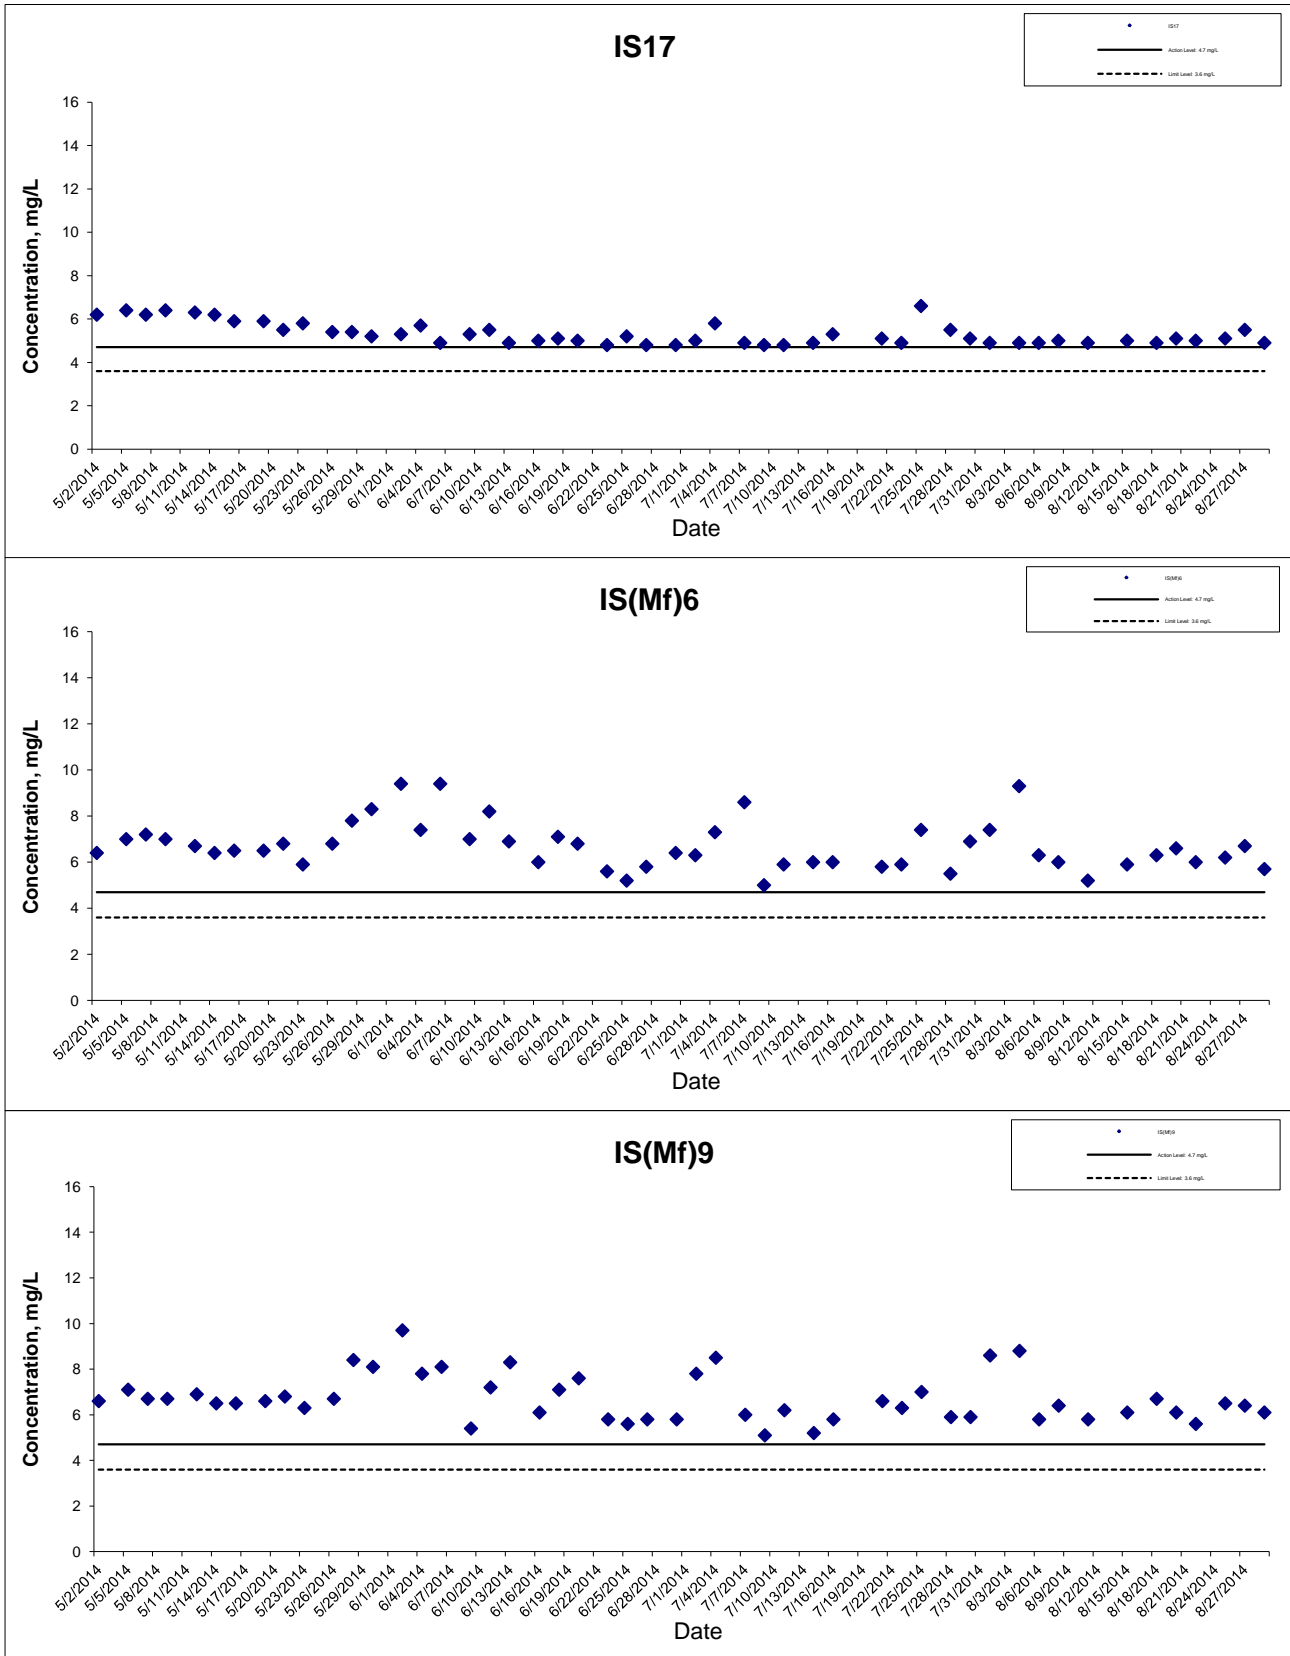 IS17
IS17
Action Level: 4.7 mg/L
Limit Level: 3.6 mg/L
Concentration, mg/L
16
14
12
10
8
6
4
2
0
5/2/2014 5/5/2014 5/8/2014 5/11/2014 5/14/2014 5/17/2014 5/20/2014 5/23/2014 5/26/2014 5/29/2014 6/1/2014 6/4/2014 6/7/2014 6/10/2014 6/13/2014 6/16/2014 6/19/2014 6/22/2014 6/25/2014 6/28/2014 7/1/2014 7/4/2014 7/7/2014 7/10/2014 7/13/2014 7/16/2014 7/19/2014 7/22/2014 7/25/2014 7/28/2014 7/31/2014 8/3/2014 8/6/2014 8/9/2014 8/12/2014 8/15/2014 8/18/2014 8/21/2014 8/24/2014 8/27/2014
Date
IS(Mf)6
IS(Mf)6
Action Level: 4.7 mg/L
Limit Level: 3.6 mg/L
Concentration, mg/L
16
14
12
10
8
6
4
2
0
5/2/2014 5/5/2014 5/8/2014 5/11/2014 5/14/2014 5/17/2014 5/20/2014 5/23/2014 5/26/2014 5/29/2014 6/1/2014 6/4/2014 6/7/2014 6/10/2014 6/13/2014 6/16/2014 6/19/2014 6/22/2014 6/25/2014 6/28/2014 7/1/2014 7/4/2014 7/7/2014 7/10/2014 7/13/2014 7/16/2014 7/19/2014 7/22/2014 7/25/2014 7/28/2014 7/31/2014 8/3/2014 8/6/2014 8/9/2014 8/12/2014 8/15/2014 8/18/2014 8/21/2014 8/24/2014 8/27/2014
Date
IS(Mf)9
IS(Mf)9
Action Level: 4.7 mg/L
Limit Level: 3.6 mg/L
Concentration, mg/L
16
14
12
10
8
6
4
2
0
5/2/2014 5/5/2014 5/8/2014 5/11/2014 5/14/2014 5/17/2014 5/20/2014 5/23/2014 5/26/2014 5/29/2014 6/1/2014 6/4/2014 6/7/2014 6/10/2014 6/13/2014 6/16/2014 6/19/2014 6/22/2014 6/25/2014 6/28/2014 7/1/2014 7/4/2014 7/7/2014 7/10/2014 7/13/2014 7/16/2014 7/19/2014 7/22/2014 7/25/2014 7/28/2014 7/31/2014 8/3/2014 8/6/2014 8/9/2014 8/12/2014 8/15/2014 8/18/2014 8/21/2014 8/24/2014 8/27/2014
Date